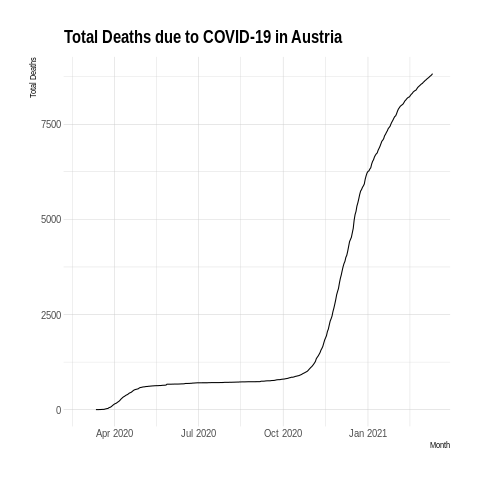 Total Deaths due to COVID-19 in Austria
Total Deaths
7500
5000
2500
0
Apr 2020 Jul 2020 Oct 2020 Jan 2021
Month